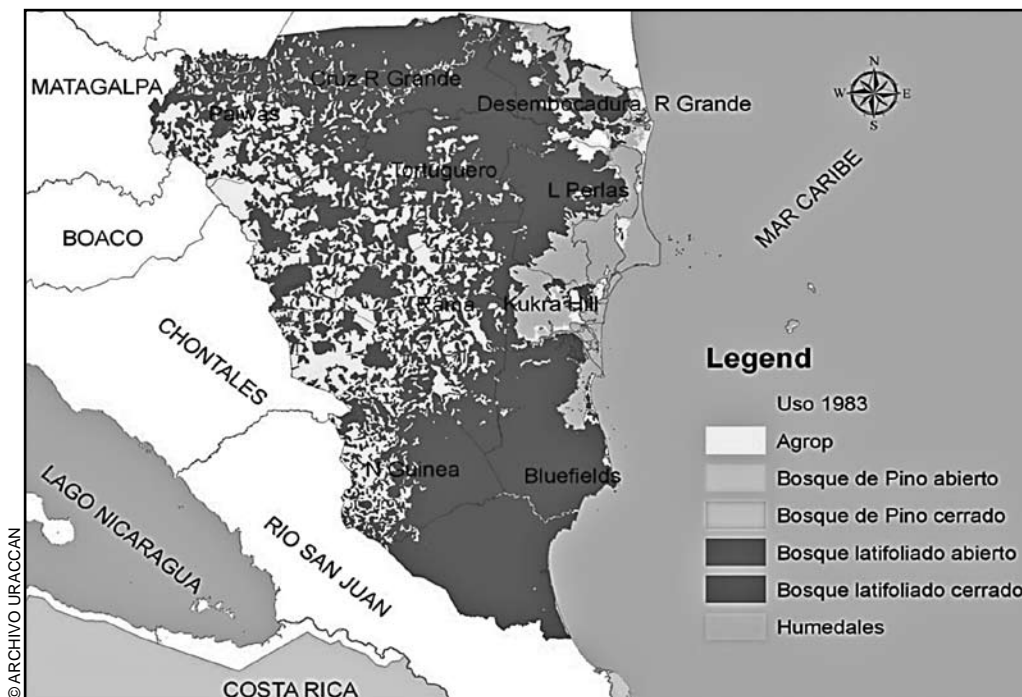 MATAGALPA
Cruz R Grande
Desembocadura R Grande
Paiwas
N
W E
S
Tortuguero
L Perlas
MAR CARIBE
BOACO
Rama
Kukra Hill
CHONTALES
Legend
Uso 1983
Agrop
Bosque de Pino abierto
Bosque de Pino cerrado
Bosque latifoliado abierto
Bosque latifoliado cerrado
Humedales
N Guinea
Bluefields
LAGO NICARAGUA
RIO SAN JUAN
COSTA RICA
© ARCHIVO URACCAN